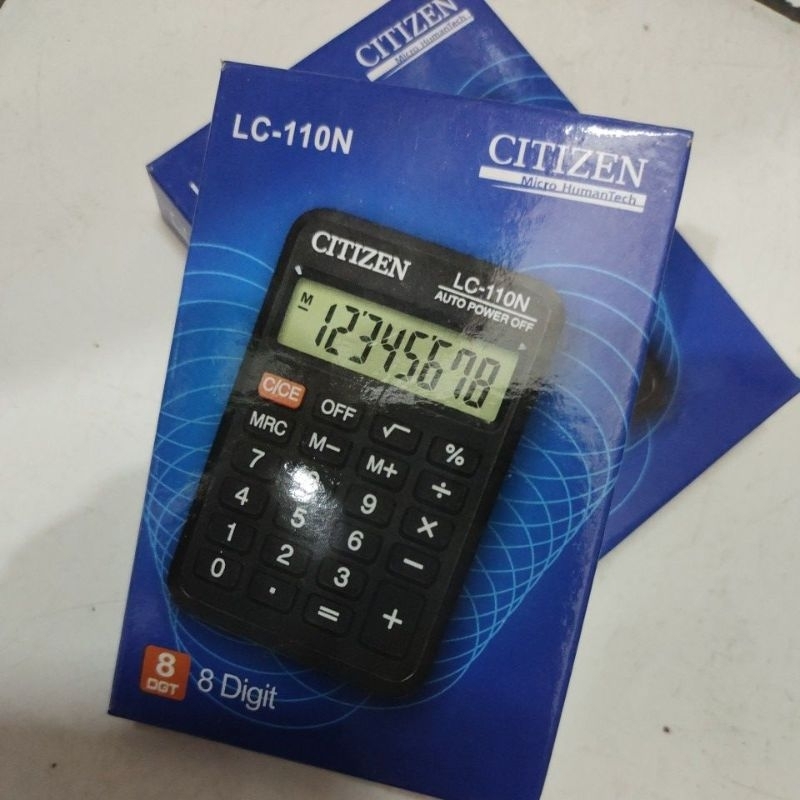 CITIZEN
Micro HumanTech
LC-110N
CITIZEN
Micro HumanTech
CITIZEN
LC-110N
AUTO POWER OFF
M
− 12345678
C/CE OFF √ %
MRC M− M+ ÷
7 9 ×
4 5 6 −
1 2 3 +
0 . =
8
DGT
8 Digit